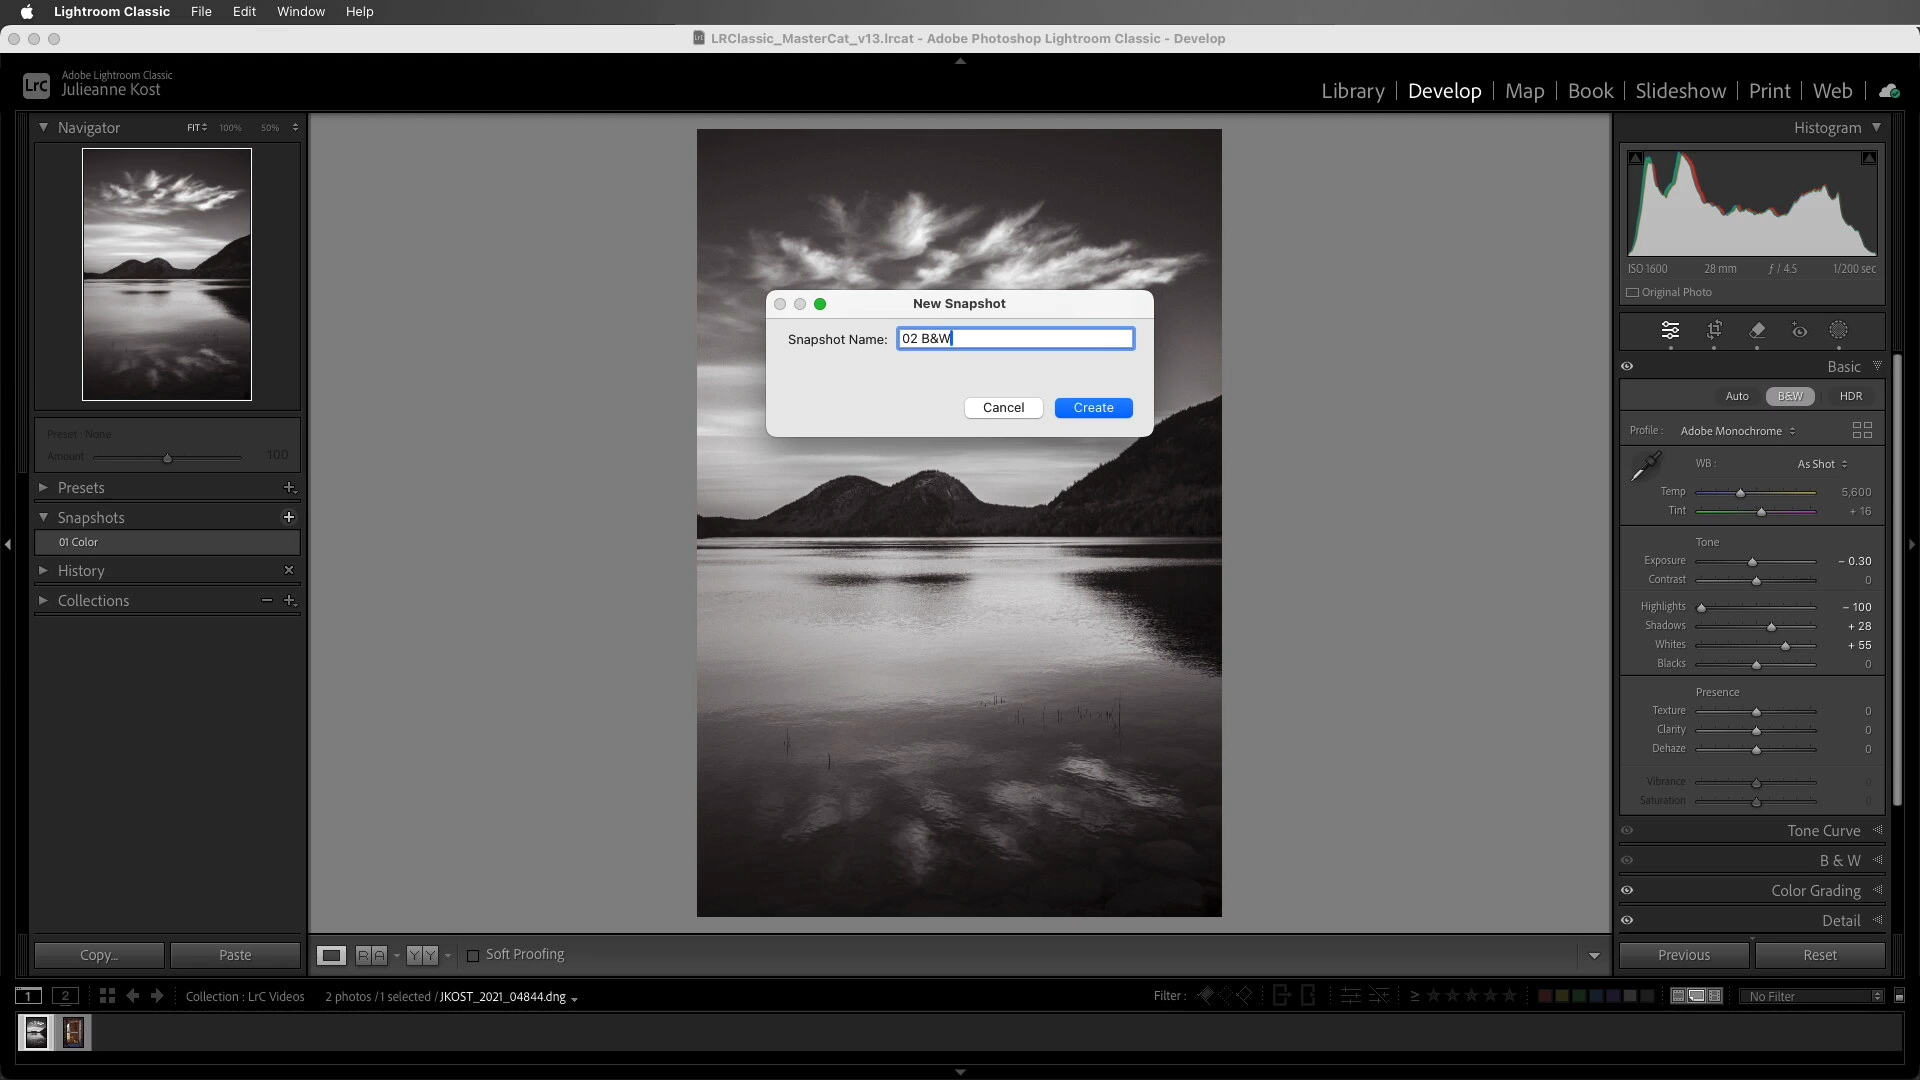 Lightroom Classic File Edit Window Help
LRClassic_MasterCat_v13.lrcat - Adobe Photoshop Lightroom Classic - Develop
LrC
Adobe Lightroom Classic
Julieanne Kost
Library | Develop | Map | Book | Slideshow | Print | Web
Navigator FIT 100% 50%
Preset : None
Amount 100
Presets
Snapshots
01 Color
History
Collections
Copy... Paste
New Snapshot
Snapshot Name: 02 B&W
Cancel Create
Histogram
ISO 1600 28 mm ƒ / 4.5 1/200 sec
Original Photo
Basic
Auto B&W HDR
Profile : Adobe Monochrome
WB : As Shot
Temp 5,600
Tint + 16
Tone
Exposure – 0.30
Contrast 0
Highlights – 100
Shadows + 28
Whites + 55
Blacks 0
Presence
Texture 0
Clarity 0
Dehaze 0
Vibrance 0
Saturation 0
Tone Curve
B & W
Color Grading
Detail
Previous Reset
R A Y Y Soft Proofing
1 2 Collection : LrC Videos 2 photos / 1 selected / JKOST_2021_04844.dng Filter : ≥ No Filter